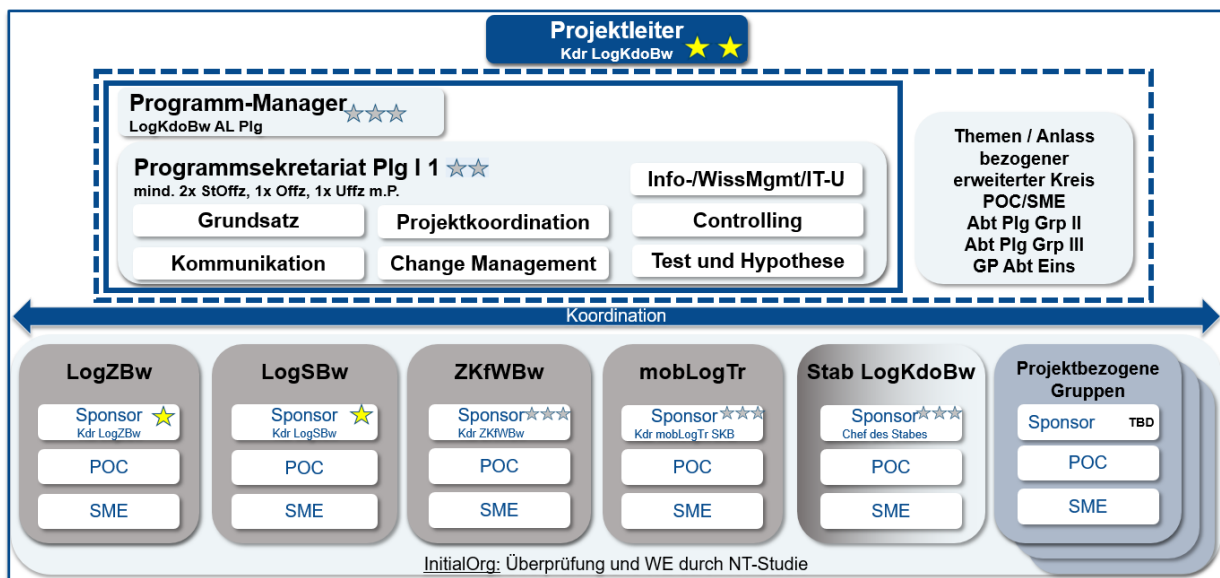 Projektleiter
Kdr LogKdoBw
Programm-Manager
LogKdoBw AL Plg
Programmsekretariat Plg I 1
mind. 2x StOffz, 1x Offz, 1x Uffz m.P.
Info-/WissMgmt/IT-U
Grundsatz
Projektkoordination
Controlling
Kommunikation
Change Management
Test und Hypothese
Themen / Anlass
bezogener
erweiterter Kreis
POC/SME
Abt Plg Grp II
Abt Plg Grp III
GP Abt Eins
Koordination
LogZBw
Sponsor
Kdr LogZBw
POC
SME
LogSBw
Sponsor
Kdr LogSBw
POC
SME
ZKfWBw
Sponsor
Kdr ZKfWBw
POC
SME
mobLogTr
Sponsor
Kdr mobLogTr SKB
POC
SME
Stab LogKdoBw
Sponsor
Chef des Stabes
POC
SME
Projektbezogene
Gruppen
Sponsor TBD
POC
SME
InitialOrg: Überprüfung und WE durch NT-Studie